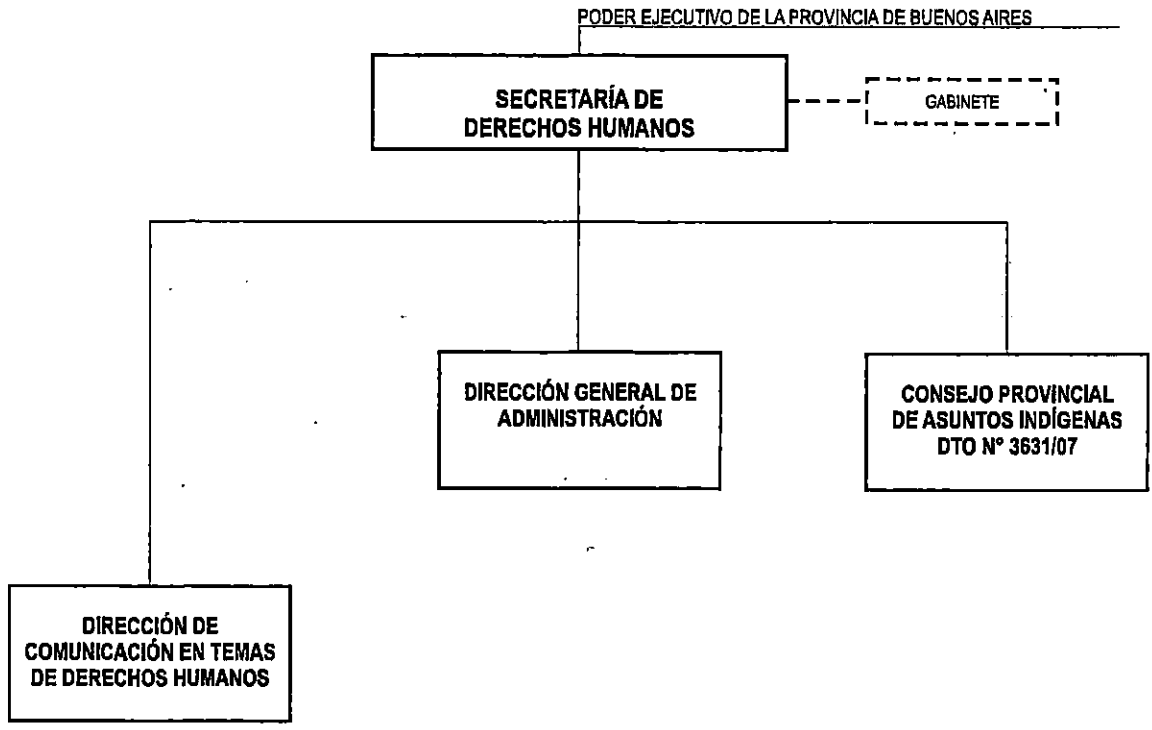 PODER EJECUTIVO DE LA PROVINCIA DE BUENOS AIRES
SECRETARÍA DE
DERECHOS HUMANOS
GABINETE
DIRECCIÓN GENERAL DE
ADMINISTRACIÓN
CONSEJO PROVINCIAL
DE ASUNTOS INDÍGENAS
DTO Nº 3631/07
DIRECCIÓN DE
COMUNICACIÓN EN TEMAS
DE DERECHOS HUMANOS